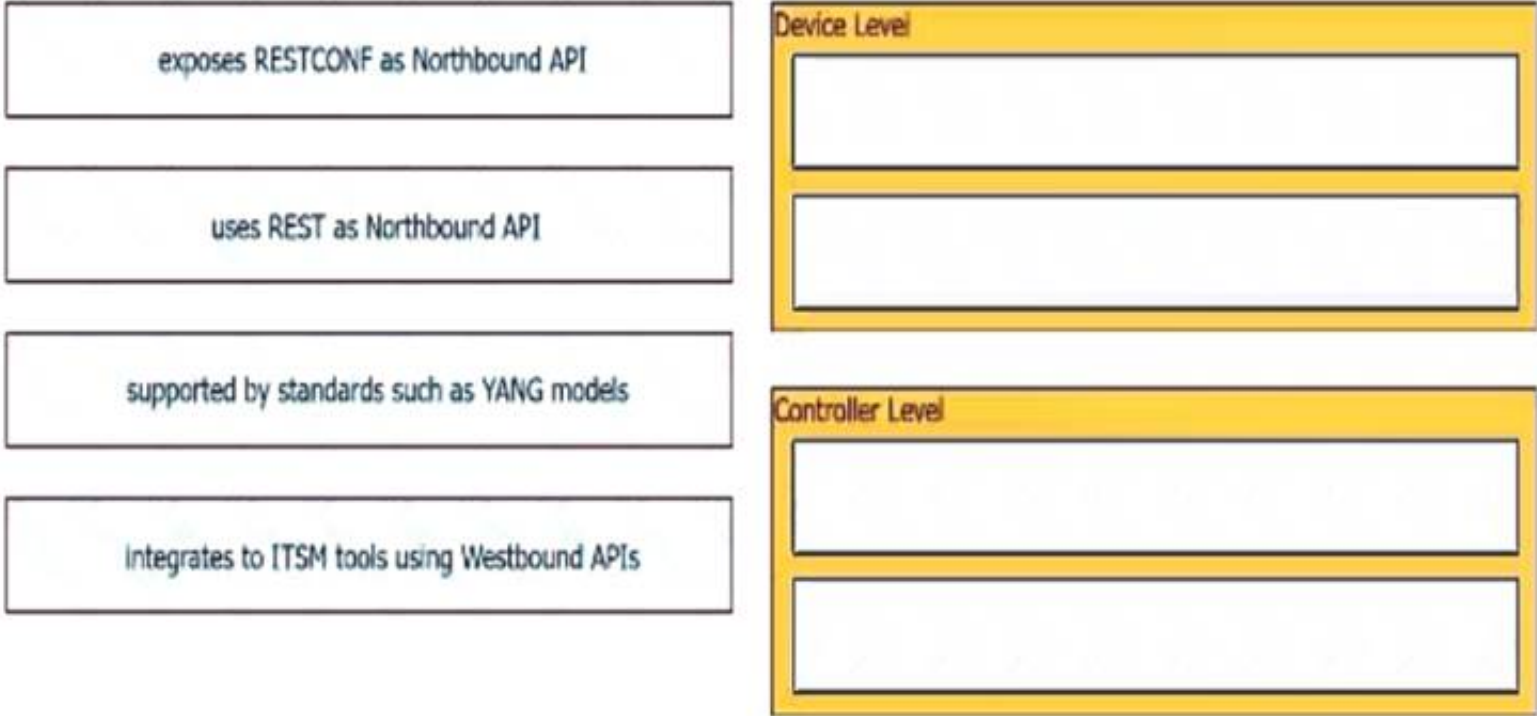 exposes RESTCONF as Northbound API
uses REST as Northbound API
supported by standards such as YANG models
integrates to ITSM tools using Westbound APIs
Device Level
Controller Level